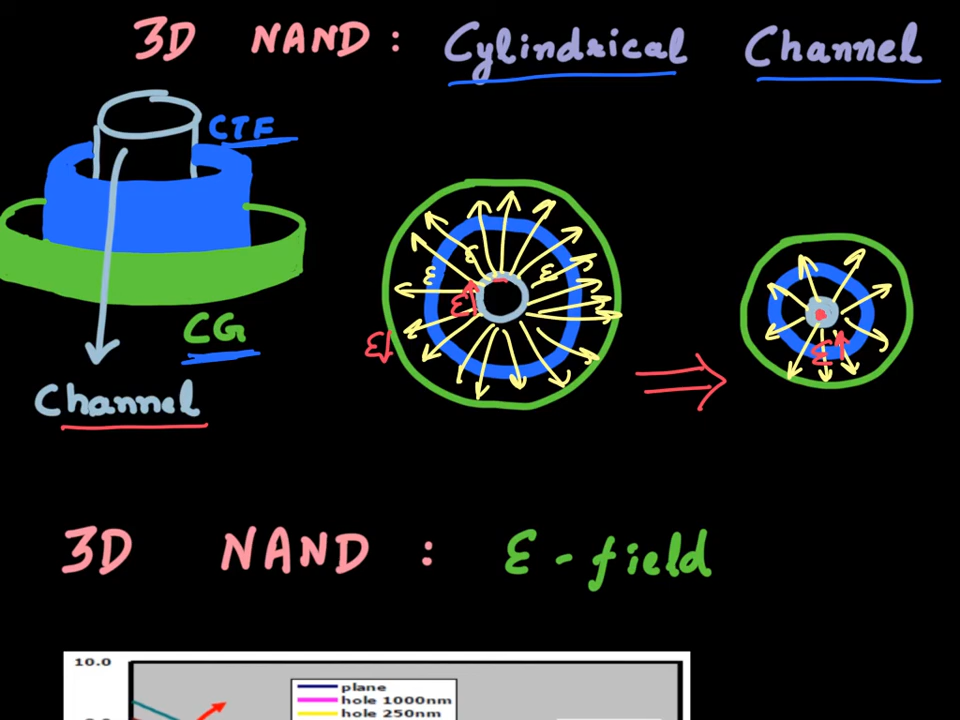 3D NAND : Cylindrical Channel
CTF
ε ε ε
ε↑
ε↓
ε↑
CG
Channel
3D NAND : ε - field
10.0
plane
hole 1000nm
hole 250nm